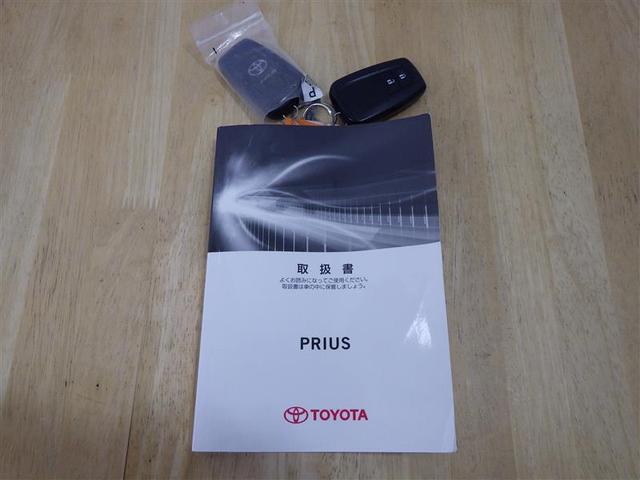 P
取扱書
よくお読みになってご使用ください。
取扱書は車の中に保管しましょう。
PRIUS
TOYOTA